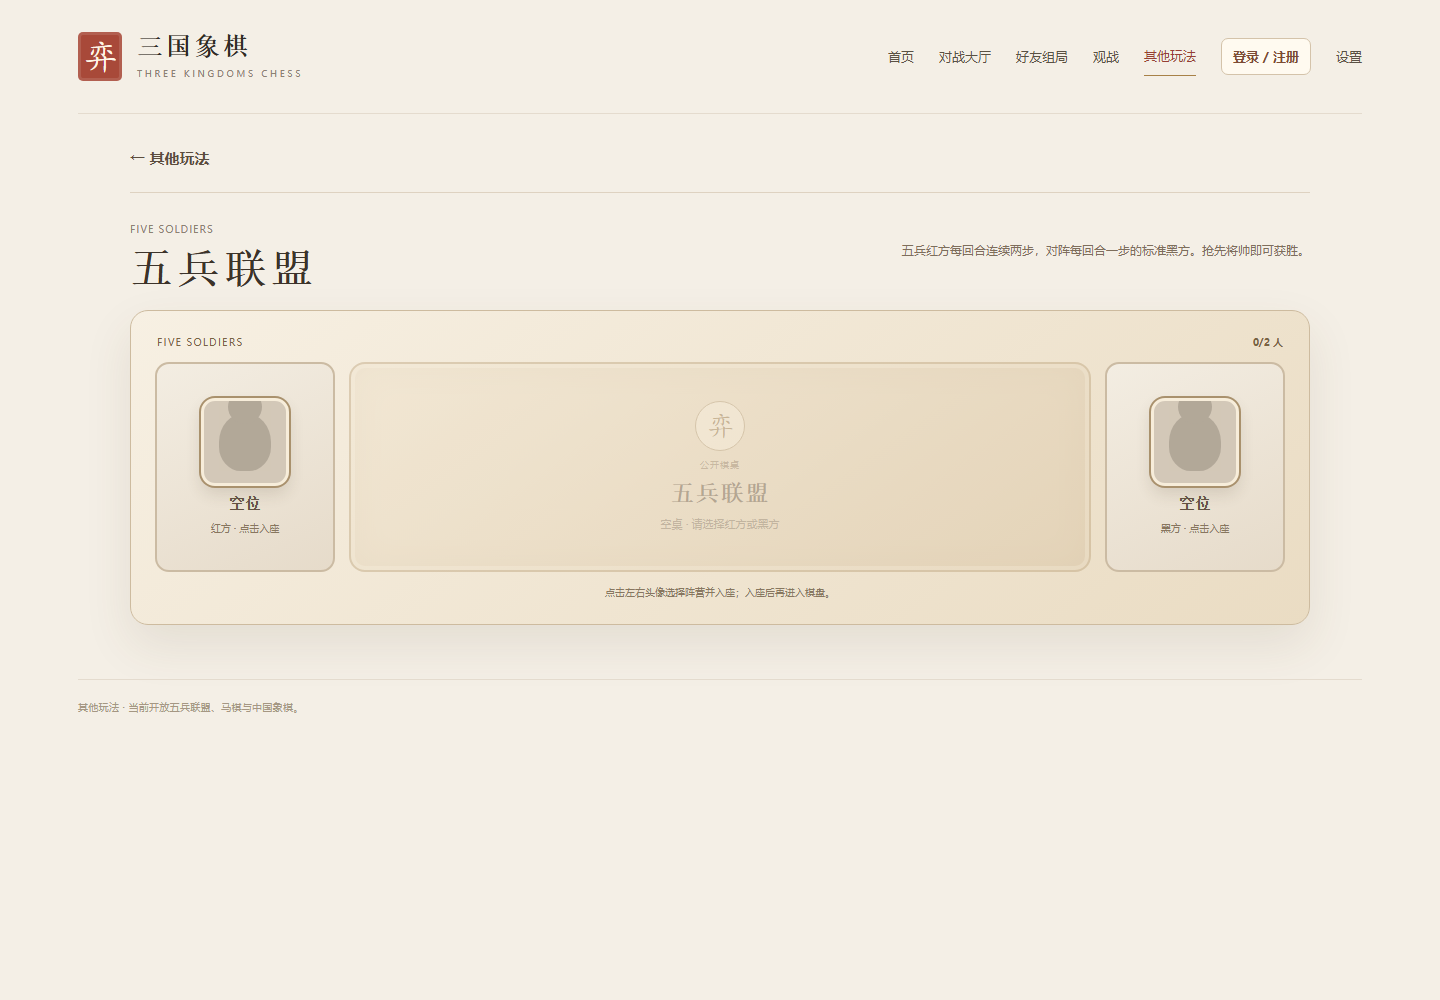 弈
三国象棋
THREE KINGDOMS CHESS
首页 对战大厅 好友组局 观战 其他玩法 登录 / 注册 设置
← 其他玩法
FIVE SOLDIERS
五兵联盟
五兵红方每回合连续两步，对阵每回合一步的标准黑方。抢先将帅即可获胜。
FIVE SOLDIERS
0/2 人
空位
红方 · 点击入座
弈
公开棋桌
五兵联盟
空桌 · 请选择红方或黑方
空位
黑方 · 点击入座
点击左右头像选择阵营并入座；入座后再进入棋盘。
其他玩法 · 当前开放五兵联盟、马棋与中国象棋。